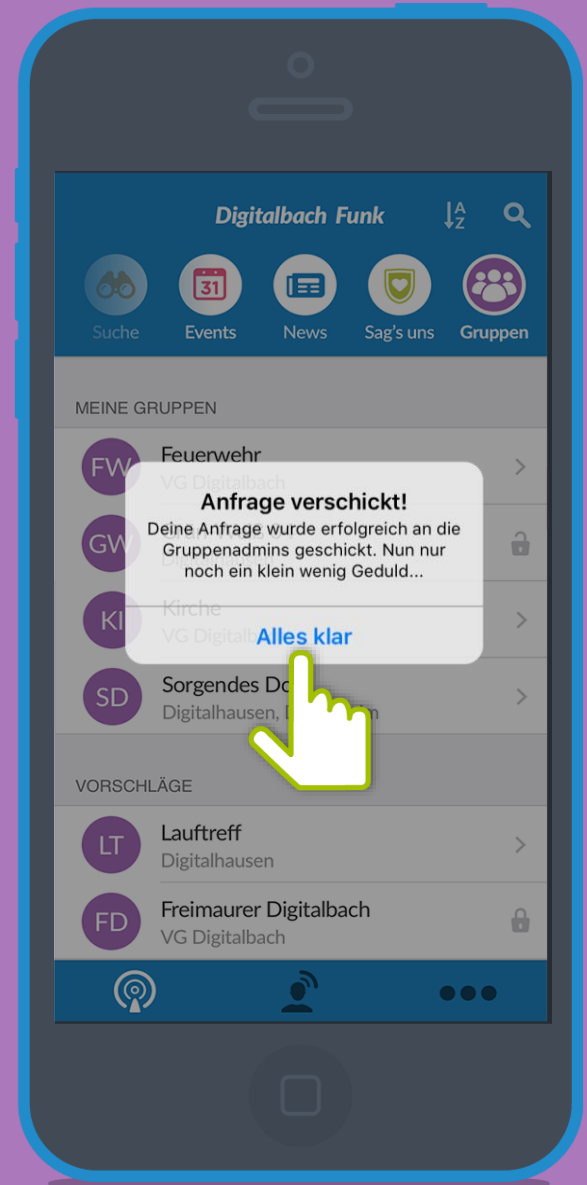 Digitalbach Funk
A
Z
31
Suche
Events
News
Sag's uns
Gruppen
MEINE GRUPPEN
FW
Feuerwehr
VG Digitalbach
Anfrage verschickt!
Deine Anfrage wurde erfolgreich an die
Gruppenadmins geschickt. Nun nur
noch ein klein wenig Geduld...
Alles klar
GW
KI
Kirche
VG Digitalb
SD
Sorgendes Do
Digitalhausen,
VORSCHLÄGE
LT
Lauftreff
Digitalhausen
FD
Freimaurer Digitalbach
VG Digitalbach